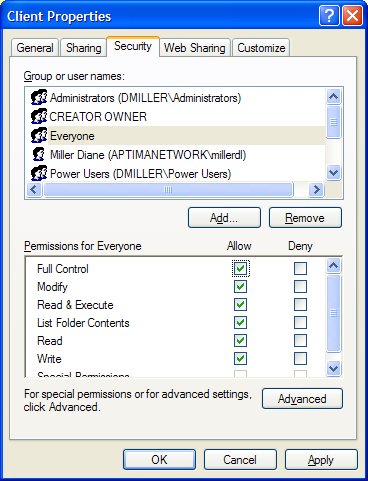 Client Properties
General Sharing Security Web Sharing Customize
Group or user names:
Administrators (DMILLER\Administrators)
CREATOR OWNER
Everyone
Miller Diane (APTIMANETWORK\millerdl)
Power Users (DMILLER\Power Users)
Add... Remove
Permissions for Everyone Allow Deny
Full Control
Modify
Read & Execute
List Folder Contents
Read
Write
Special Permissions
For special permissions or for advanced settings,
click Advanced.
Advanced
OK Cancel Apply